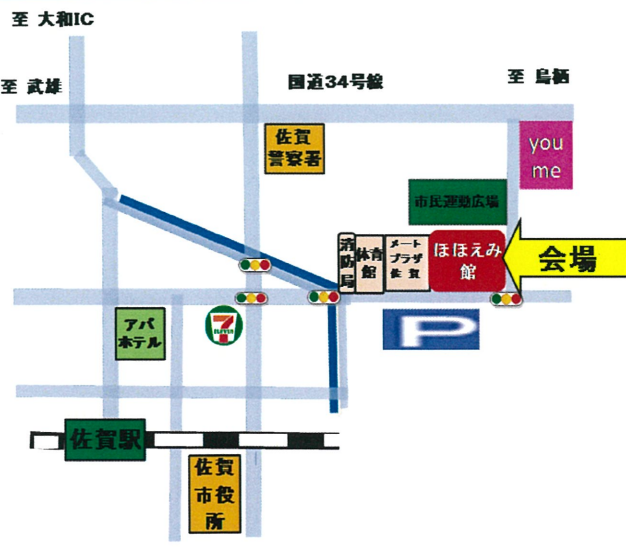 至 大和IC
至 武雄
国道34号線
至 鳥栖
佐賀
警察署
you
me
市民運動広場
消防局
体育
館
メート
プラザ
佐賀
ほほえみ
館
会場
7
ELEVEN
アパ
ホテル
P
佐賀駅
佐賀
市役
所